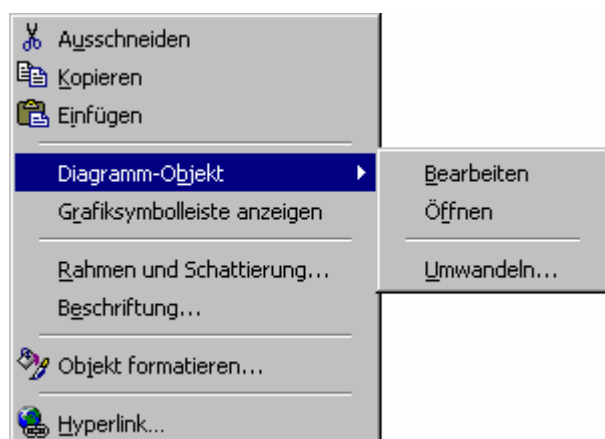 Ausschneiden
Kopieren
Einfügen
Diagramm-Objekt
Grafiksymbolleiste anzeigen
Rahmen und Schattierung...
Beschriftung...
Objekt formatieren...
Hyperlink...
Bearbeiten
Öffnen
Umwandeln...